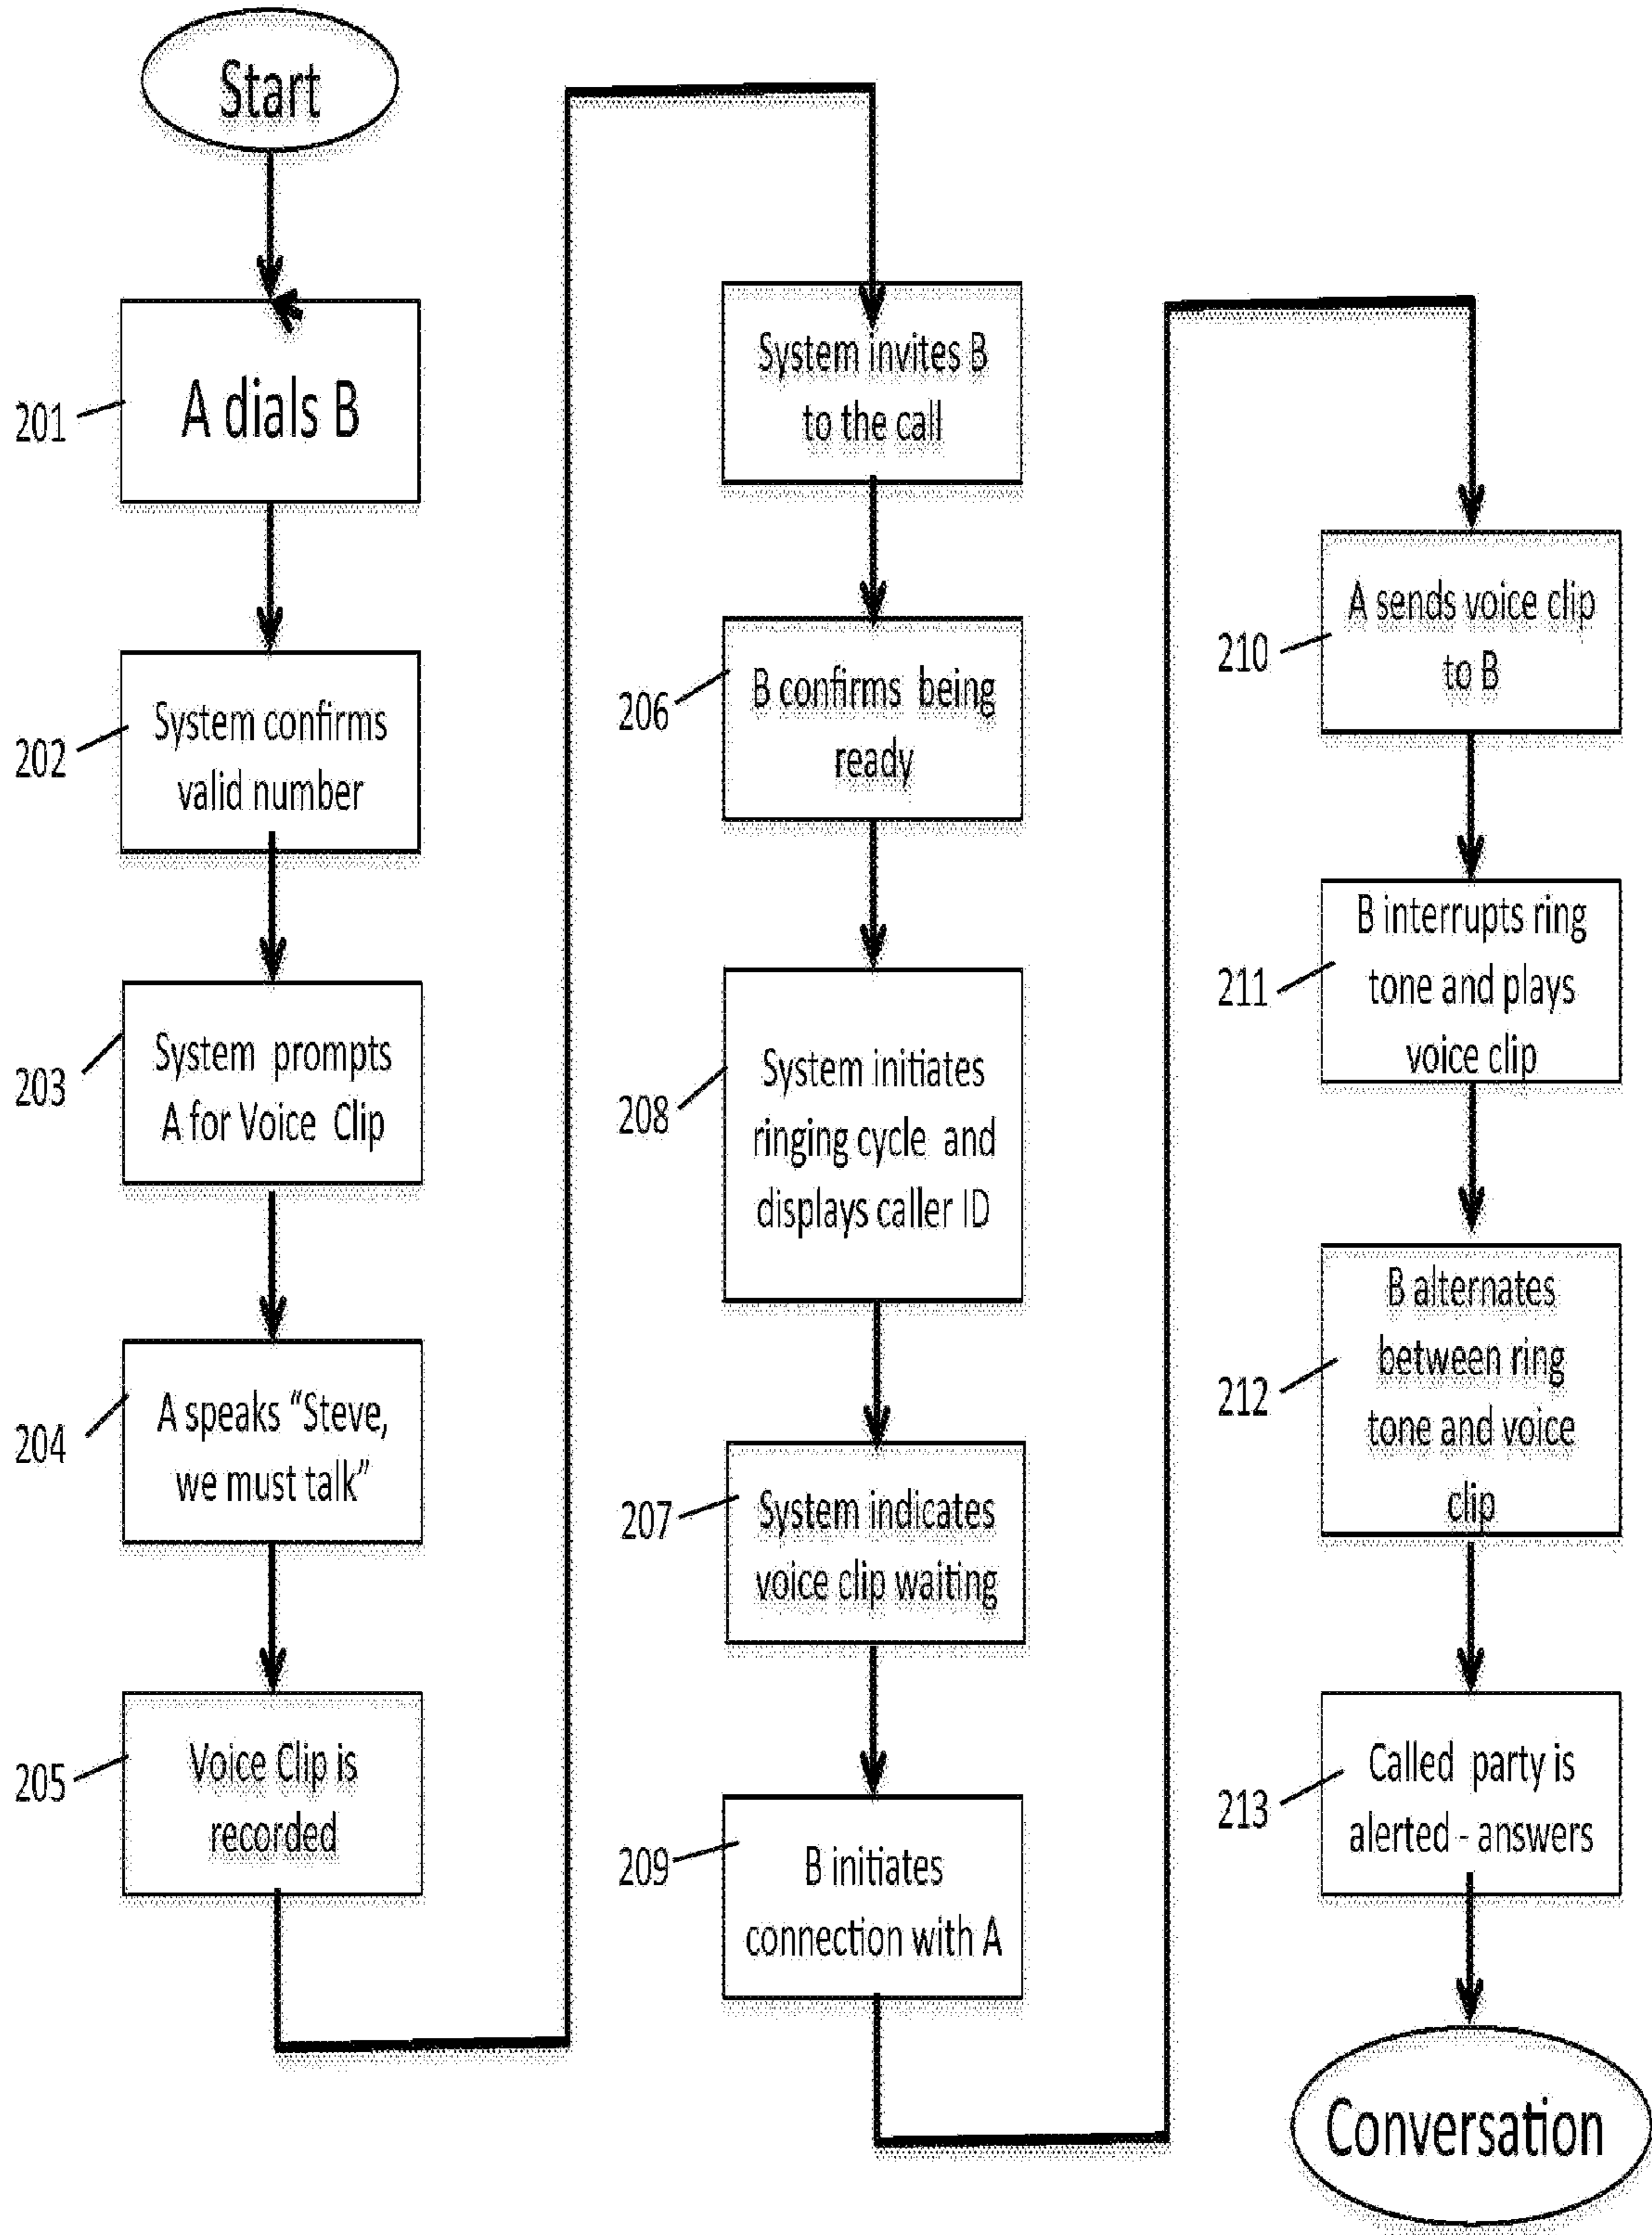 Start
201
A dials B
202
System confirms
valid number
203
System prompts
A for Voice Clip
204
A speaks “Steve,
we must talk”
205
Voice Clip is
recorded
System invites B
to the call
206
B confirms being
ready
208
System initiates
ringing cycle and
displays caller ID
207
System indicates
voice clip waiting
209
B initiates
connection with A
210
A sends voice clip
to B
211
B interrupts ring
tone and plays
voice clip
212
B alternates
between ring
tone and voice
clip
213
Called party is
alerted - answers
Conversation